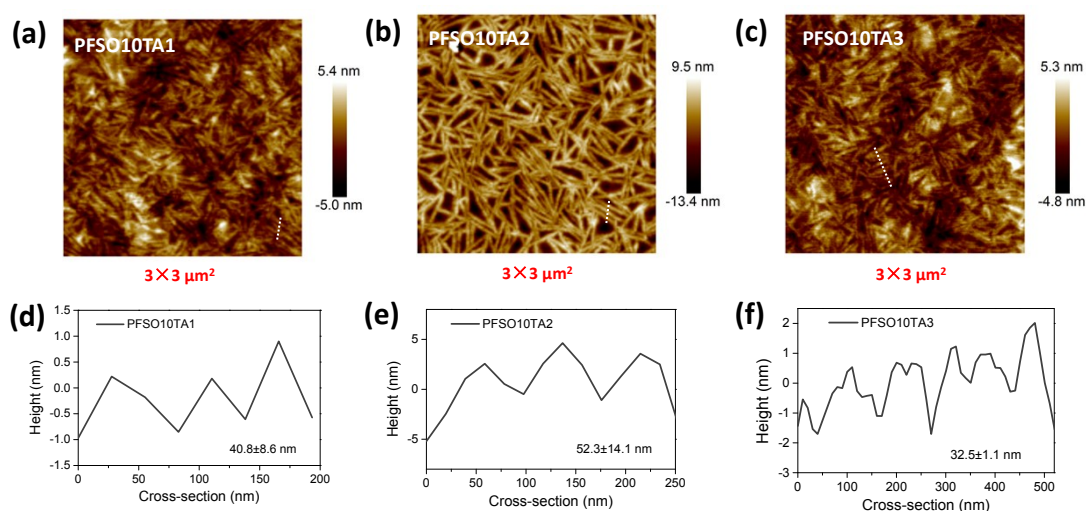 (a)
PFSO10TA1
5.4 nm
-5.0 nm
3×3 μm²
(b)
PFSO10TA2
9.5 nm
-13.4 nm
3×3 μm²
(c)
PFSO10TA3
5.3 nm
-4.8 nm
3×3 μm²
(d)
PFSO10TA1
1.5
1.0
0.5
0.0
-0.5
-1.0
-1.5
Height (nm)
40.8±8.6 nm
0
50
100
150
200
Cross-section (nm)
(e)
PFSO10TA2
5
0
-5
Height (nm)
52.3±14.1 nm
0
50
100
150
200
250
Cross-section (nm)
(f)
PFSO10TA3
2
1
0
-1
-2
-3
Height (nm)
32.5±1.1 nm
0
100
200
300
400
500
Cross-section (nm)